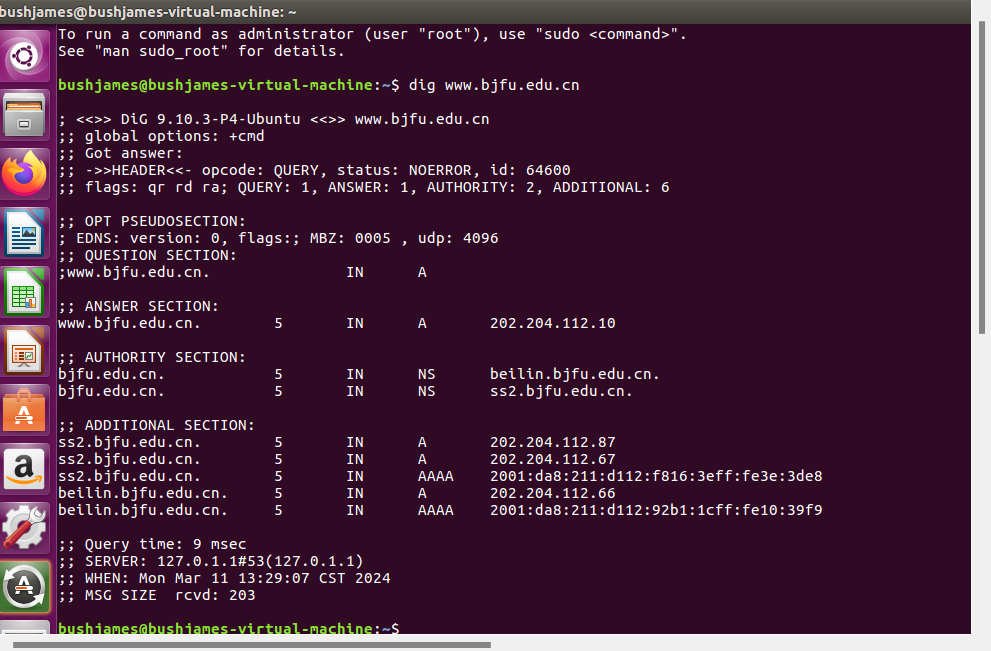 bushjames@bushjames-virtual-machine: ~
To run a command as administrator (user "root"), use "sudo <command>".
See "man sudo_root" for details.
bushjames@bushjames-virtual-machine:~$ dig www.bjfu.edu.cn
; <<>> DiG 9.10.3-P4-Ubuntu <<>> www.bjfu.edu.cn
;; global options: +cmd
;; Got answer:
;; ->>HEADER<<- opcode: QUERY, status: NOERROR, id: 64600
;; flags: qr rd ra; QUERY: 1, ANSWER: 1, AUTHORITY: 2, ADDITIONAL: 6
;; OPT PSEUDOSECTION:
; EDNS: version: 0, flags:; MBZ: 0005 , udp: 4096
;; QUESTION SECTION:
;www.bjfu.edu.cn. IN A
;; ANSWER SECTION:
www.bjfu.edu.cn. 5 IN A 202.204.112.10
;; AUTHORITY SECTION:
bjfu.edu.cn. 5 IN NS beilin.bjfu.edu.cn.
bjfu.edu.cn. 5 IN NS ss2.bjfu.edu.cn.
;; ADDITIONAL SECTION:
ss2.bjfu.edu.cn. 5 IN A 202.204.112.87
ss2.bjfu.edu.cn. 5 IN A 202.204.112.67
ss2.bjfu.edu.cn. 5 IN AAAA 2001:da8:211:d112:f816:3eff:fe3e:3de8
beilin.bjfu.edu.cn. 5 IN A 202.204.112.66
beilin.bjfu.edu.cn. 5 IN AAAA 2001:da8:211:d112:92b1:1cff:fe10:39f9
;; Query time: 9 msec
;; SERVER: 127.0.1.1#53(127.0.1.1)
;; WHEN: Mon Mar 11 13:29:07 CST 2024
;; MSG SIZE rcvd: 203
bushjames@bushjames-virtual-machine:~$